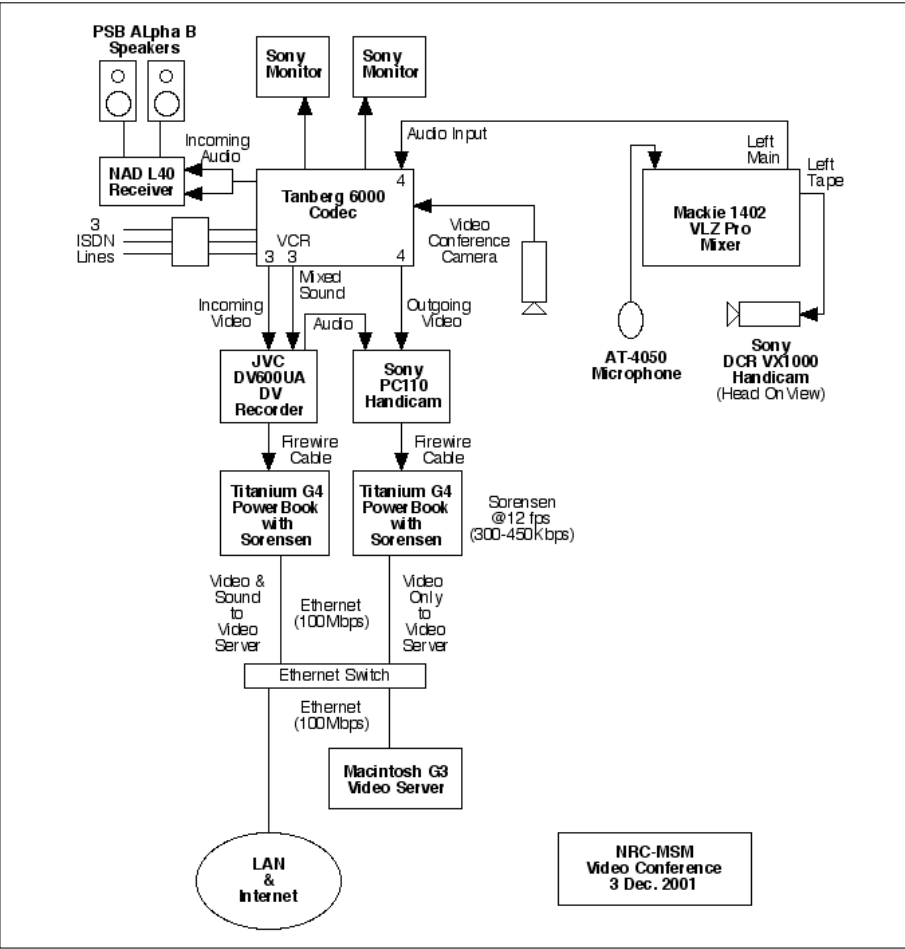 PSB ALpha B
Speakers
Sony
Monitor
Sony
Monitor
Incoming
Audio
Audio Input
Left
Main
Left
Tape
NAD L40
Receiver
4
Tanberg 6000
Codec
Mackie 1402
VLZ Pro
Mixer
3
ISDN
Lines
VCR
3 3
4
Video
Conference
Camera
Mixed
Sound
Incoming
Video
Audio
Outgoing
Video
AT-4050
Microphone
Sony
DCR VX1000
Handicam
(Head On View)
JVC
DV600UA
DV
Recorder
Sony
PC110
Handicam
Firewire
Cable
Firewire
Cable
Titanium G4
PowerBook
with
Sorensen
Titanium G4
PowerBook
with
Sorensen
Sorensen
@12 fps
(300-450Kbps)
Video &
Sound
to
Video
Server
Ethernet
(100Mbps)
Video
Only
to
Video
Server
Ethernet Switch
Ethernet
(100Mbps)
Macintosh G3
Video Server
LAN
&
Internet
NRC-MSM
Video Conference
3 Dec. 2001